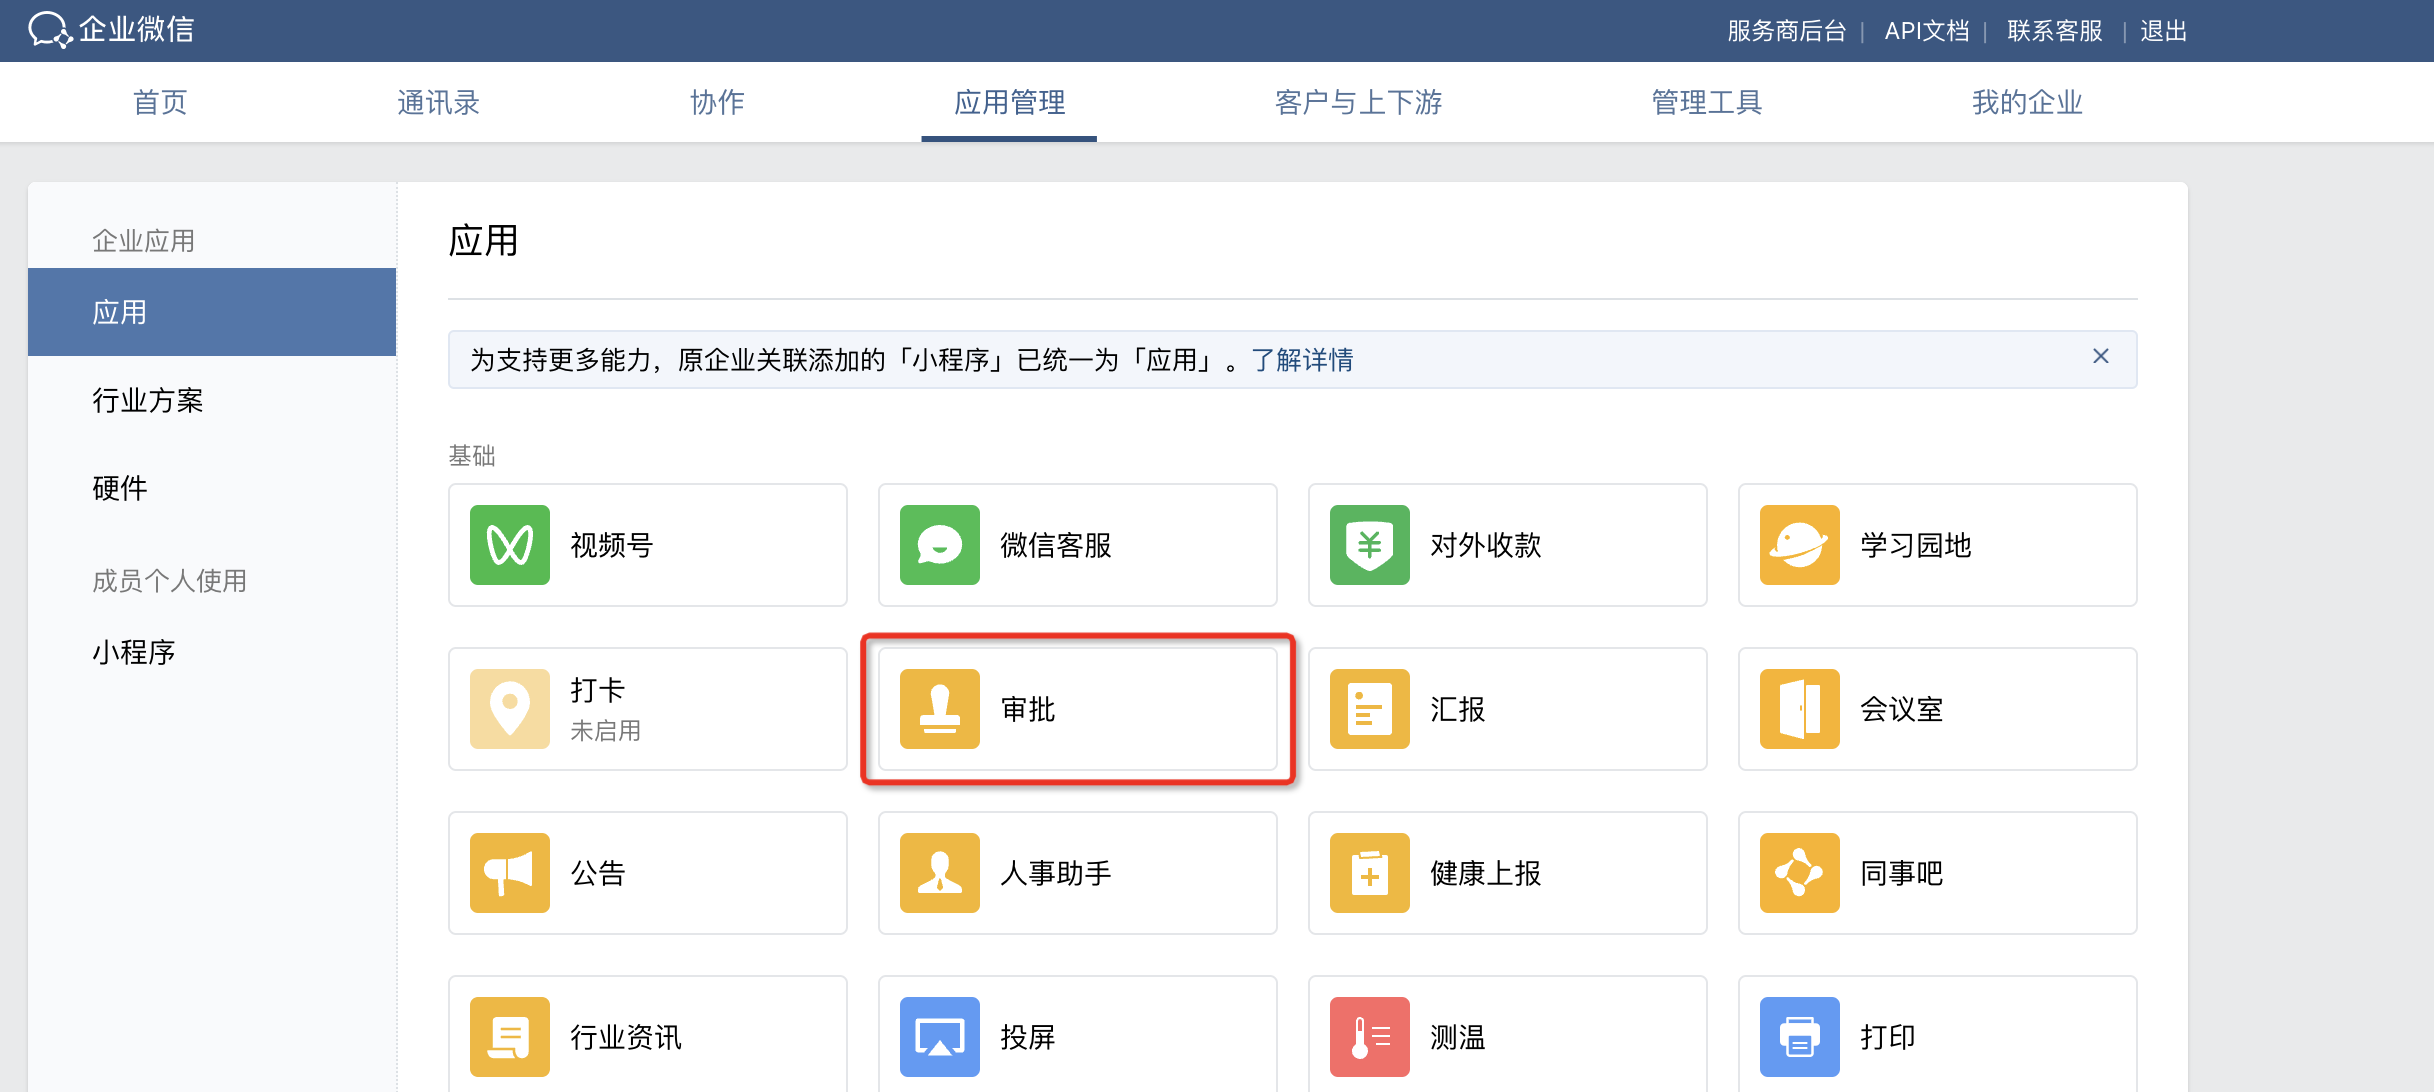 企业微信
服务商后台 | API文档 | 联系客服 | 退出
首页 通讯录 协作 应用管理 客户与上下游 管理工具 我的企业
企业应用
应用
行业方案
硬件
成员个人使用
小程序
应用
为支持更多能力，原企业关联添加的「小程序」已统一为「应用」。了解详情
基础
视频号
微信客服
对外收款
学习园地
打卡
未启用
审批
汇报
会议室
公告
人事助手
健康上报
同事吧
行业资讯
投屏
测温
打印